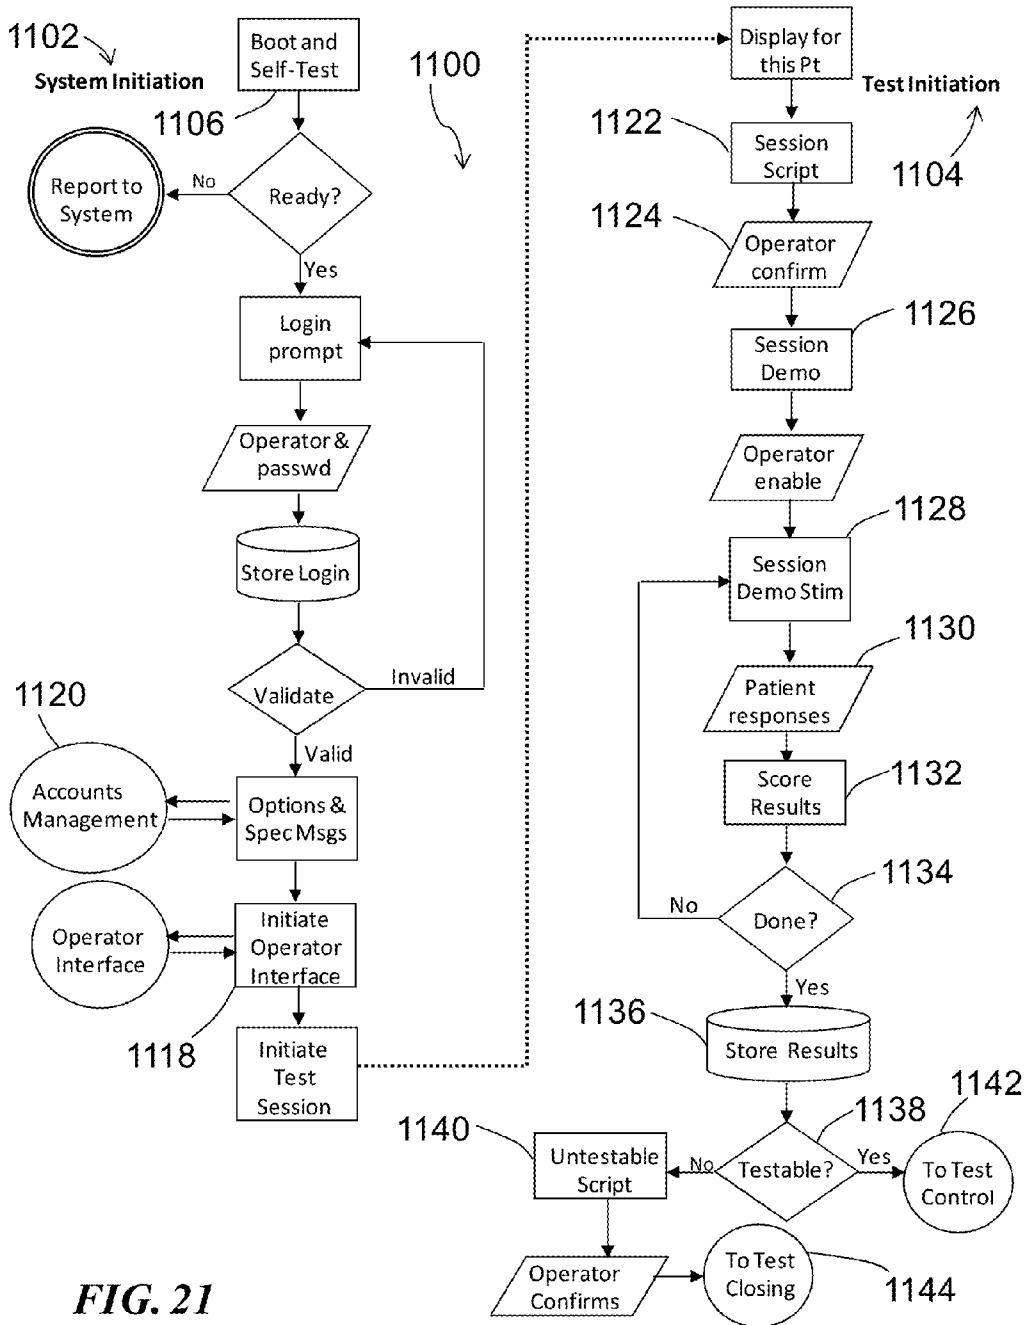 1102
System Initiation
Boot and
Self-Test
1106
1100
Report to
System
No
Ready?
Yes
Login
prompt
Operator &
passwd
Store Login
Validate
Invalid
Valid
1120
Accounts
Management
Options &
Spec Msgs
Operator
Interface
Initiate
Operator
Interface
1118
Initiate
Test
Session
Display for
this Pt
Test Initiation
1104
1122
Session
Script
1124
Operator
confirm
1126
Session
Demo
Operator
enable
1128
Session
Demo Stim
1130
Patient
responses
1132
Score
Results
1134
No
Done?
Yes
1136
Store Results
1138
1142
1140
Untestable
Script
No
Testable?
Yes
To Test
Control
Operator
Confirms
To Test
Closing
1144
FIG. 21